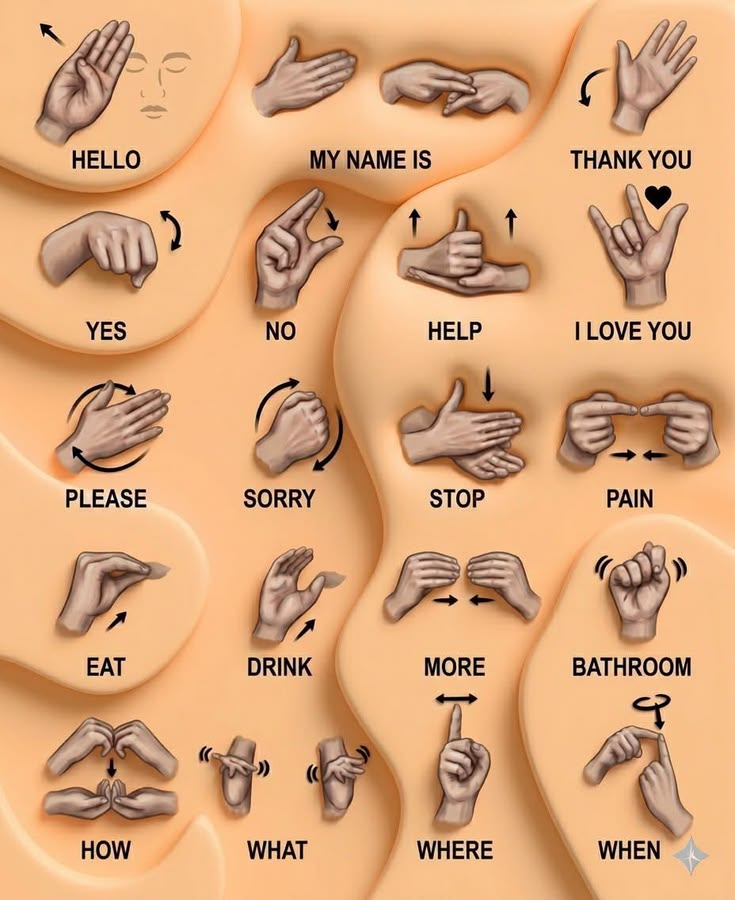 HELLO
MY NAME IS
THANK YOU
YES
NO
HELP
I LOVE YOU
PLEASE
SORRY
STOP
PAIN
EAT
DRINK
MORE
BATHROOM
HOW
WHAT
WHERE
WHEN